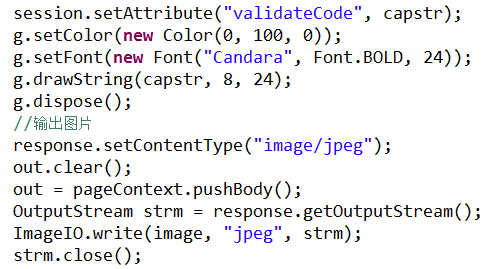 session.setAttribute("validateCode", capstr);
g.setColor(new Color(0, 100, 0));
g.setFont(new Font("Candara", Font.BOLD, 24));
g.drawString(capstr, 8, 24);
g.dispose();
//输出图片
response.setContentType("image/jpeg");
out.clear();
out = pageContext.pushBody();
OutputStream strm = response.getOutputStream();
ImageIO.write(image, "jpeg", strm);
strm.close();